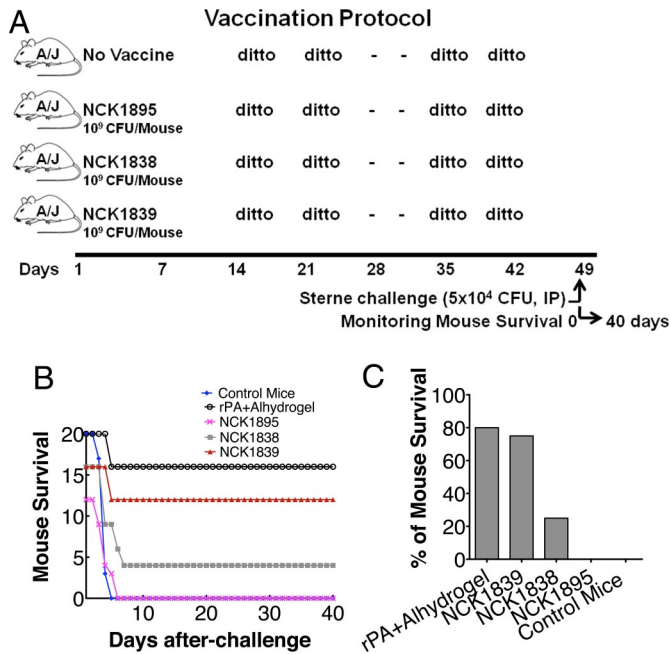 A
Vaccination Protocol
A/J No Vaccine ditto ditto - - ditto ditto
A/J NCK1895 ditto ditto - - ditto ditto
10⁹ CFU/Mouse
A/J NCK1838 ditto ditto - - ditto ditto
10⁹ CFU/Mouse
A/J NCK1839 ditto ditto - - ditto ditto
10⁹ CFU/Mouse
Days 1 7 14 21 28 35 42 49
Sterne challenge (5x10⁴ CFU, IP)
Monitoring Mouse Survival 0 40 days
B
Control Mice
rPA+Alhydrogel
NCK1895
NCK1838
NCK1839
Mouse Survival
20
15
10
5
0
10 20 30 40
Days after-challenge
C
% of Mouse Survival
100
80
60
40
20
0
rPA+Alhydrogel
NCK1839
NCK1838
NCK1895
Control Mice